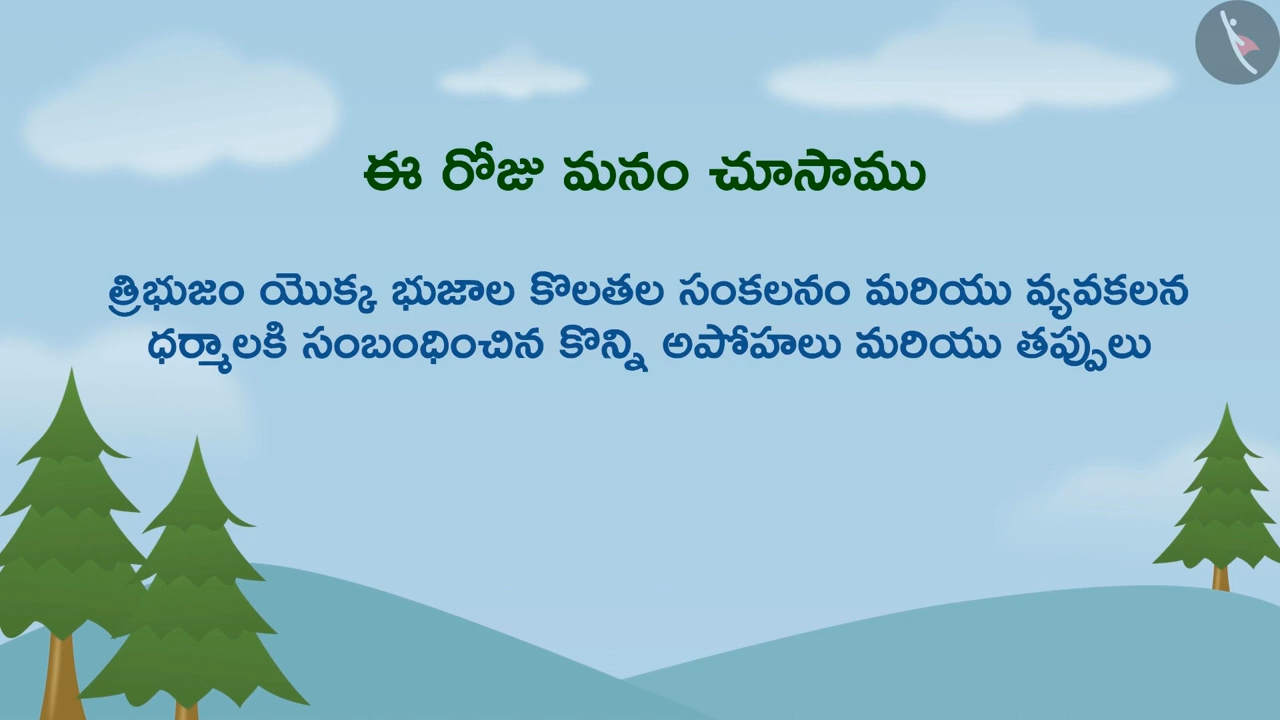 ఈ రోజు మనం చూసాము
త్రిభుజం యొక్క భుజాల కొలతల సంకలనం మరియు వ్యవకలన
ధర్మాలకి సంబంధించిన కొన్ని అపోహలు మరియు తప్పులు